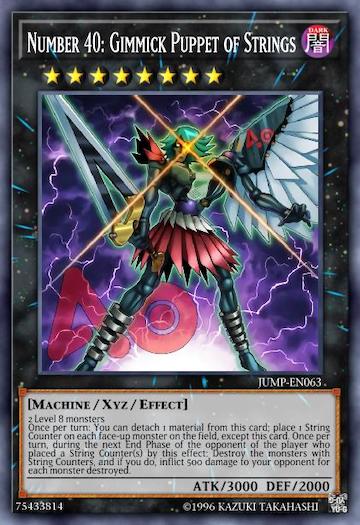 NUMBER 40: GIMMICK PUPPET OF STRINGS
DARK
闇
40
40
JUMP-EN063
[MACHINE / XYZ / EFFECT]
2 Level 8 monsters
Once per turn: You can detach 1 material from this card; place 1 String
Counter on each face-up monster on the field, except this card. Once per
turn, during the next End Phase of the opponent of the player who
placed a String Counter(s) by this effect: Destroy the monsters with
String Counters, and if you do, inflict 500 damage to your opponent for
each monster destroyed.
ATK/3000 DEF/2000
75433814
©1996 KAZUKI TAKAHASHI